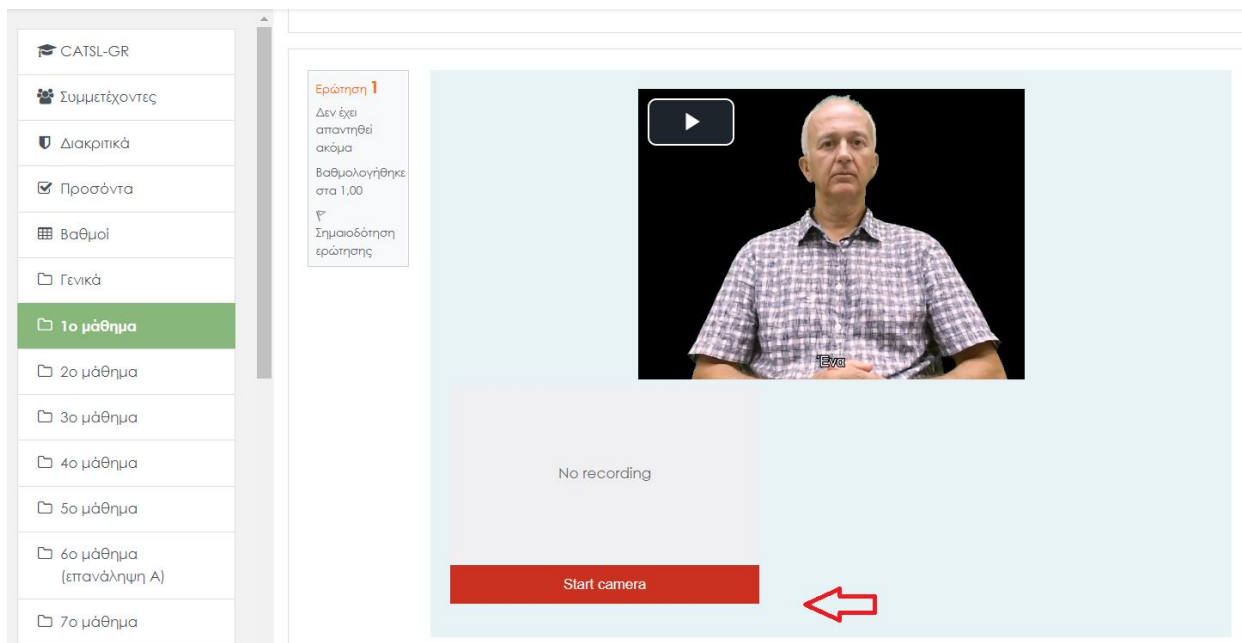 CATSL-GR
Συμμετέχοντες
Διακριτικά
Προσόντα
Βαθμοί
Γενικά
1ο μάθημα
2ο μάθημα
3ο μάθημα
4ο μάθημα
5ο μάθημα
6ο μάθημα
(επανάληψη Α)
7ο μάθημα
Ερώτηση 1
Δεν έχει
απαντηθεί
ακόμα
Βαθμολογήθηκε
στα 1,00
Σημαιοδότηση
ερώτησης
Ένα
No recording
Start camera